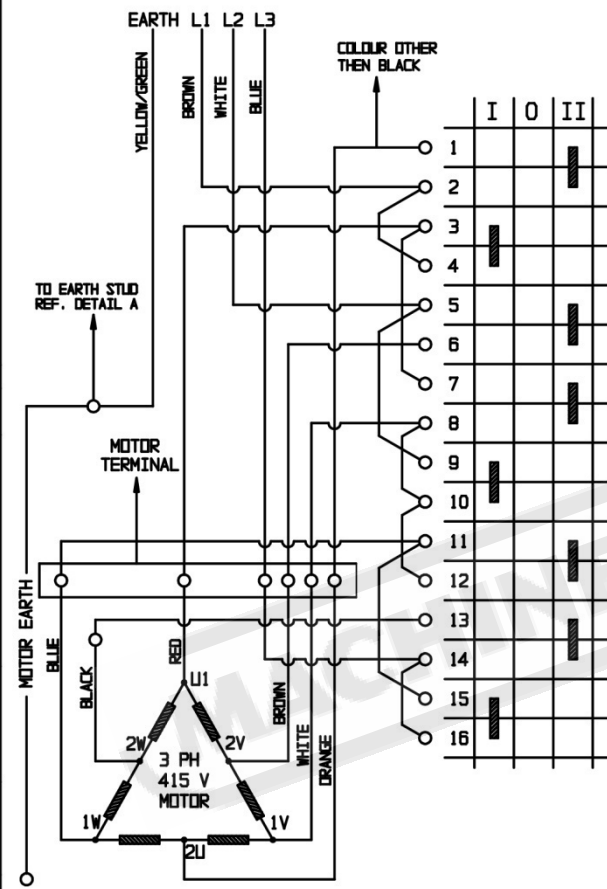 EARTH L1 L2 L3
YELLOW/GREEN
BROWN
WHITE
BLUE
COLOUR OTHER
THEN BLACK
I O II
1
2
3
4
5
6
7
8
9
10
11
12
13
14
15
16
TO EARTH STUD
REF. DETAIL A
MOTOR
TERMINAL
MOTOR EARTH
BLUE
BLACK
RED
BROWN
WHITE
ORANGE
U1
2W
2V
3 PH
415 V
MOTOR
1W
1V
2U
MACHINE